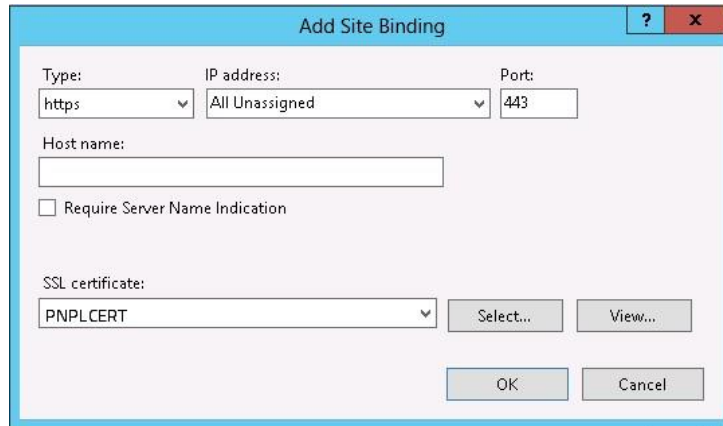 Add Site Binding
? x
Type: IP address: Port:
https All Unassigned 443
Host name:
Require Server Name Indication
SSL certificate:
PNPLCERT Select... View...
OK Cancel